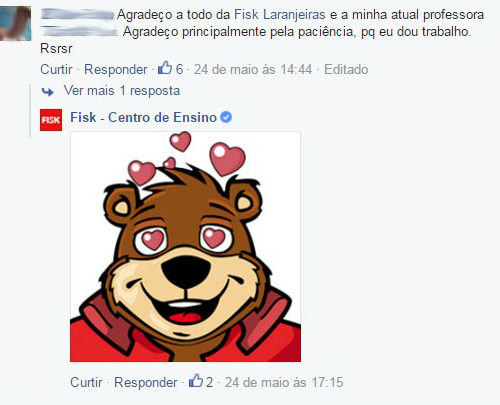 Agradeço a todo da Fisk Laranjeiras e a minha atual professora
. Agradeço principalmente pela paciência, pq eu dou trabalho.
Rsrsr
Curtir · Responder · 6 · 24 de maio às 14:44 · Editado
Ver mais 1 resposta
FISK Fisk - Centro de Ensino
Curtir · Responder · 2 · 24 de maio às 17:15